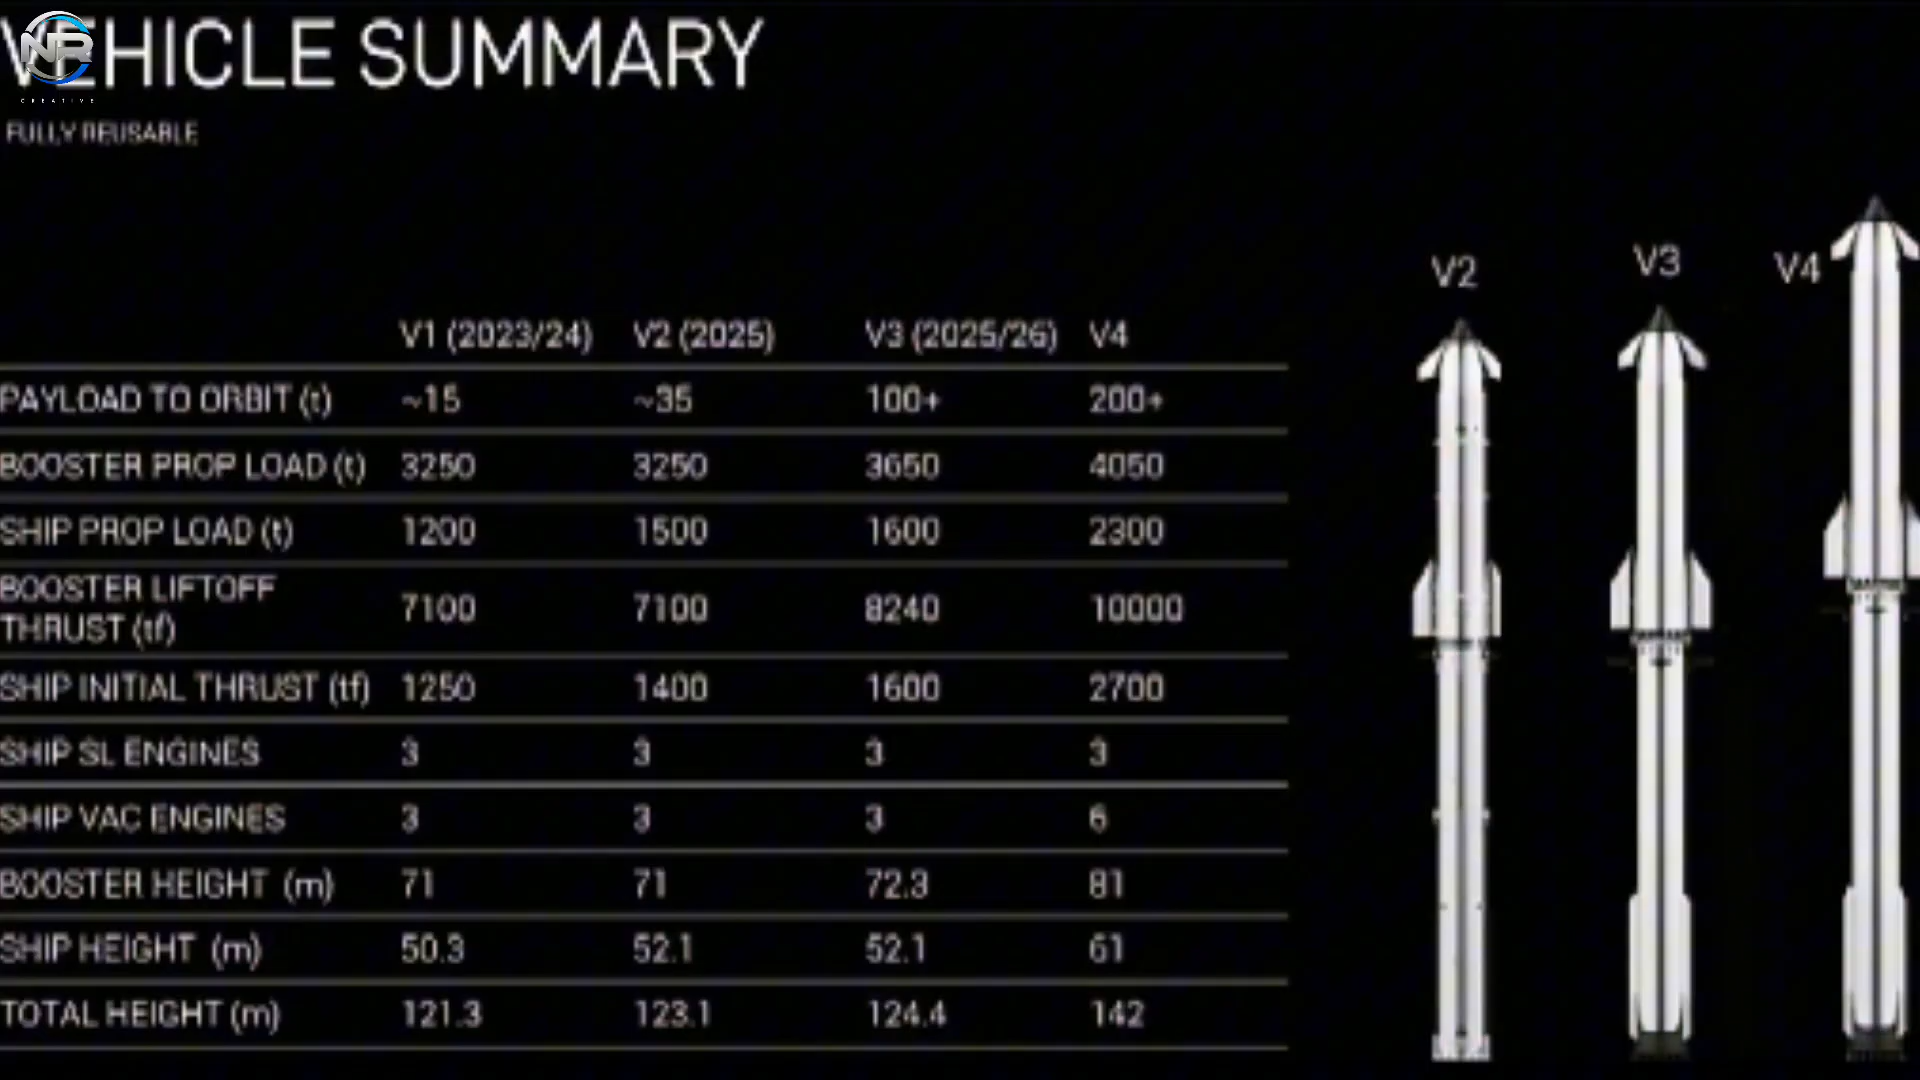 VEHICLE SUMMARY
NR
CREATIVE
FULLY REUSABLE
V2
V3
V4
V1 (2023/24) V2 (2025) V3 (2025/26) V4
PAYLOAD TO ORBIT (t) ~15 ~35 100+ 200+
BOOSTER PROP LOAD (t) 3250 3250 3650 4050
SHIP PROP LOAD (t) 1200 1500 1600 2300
BOOSTER LIFTOFF
THRUST (tf) 7100 7100 8240 10000
SHIP INITIAL THRUST (tf) 1250 1400 1600 2700
SHIP SL ENGINES 3 3 3 3
SHIP VAC ENGINES 3 3 3 6
BOOSTER HEIGHT (m) 71 71 72.3 81
SHIP HEIGHT (m) 50.3 52.1 52.1 61
TOTAL HEIGHT (m) 121.3 123.1 124.4 142